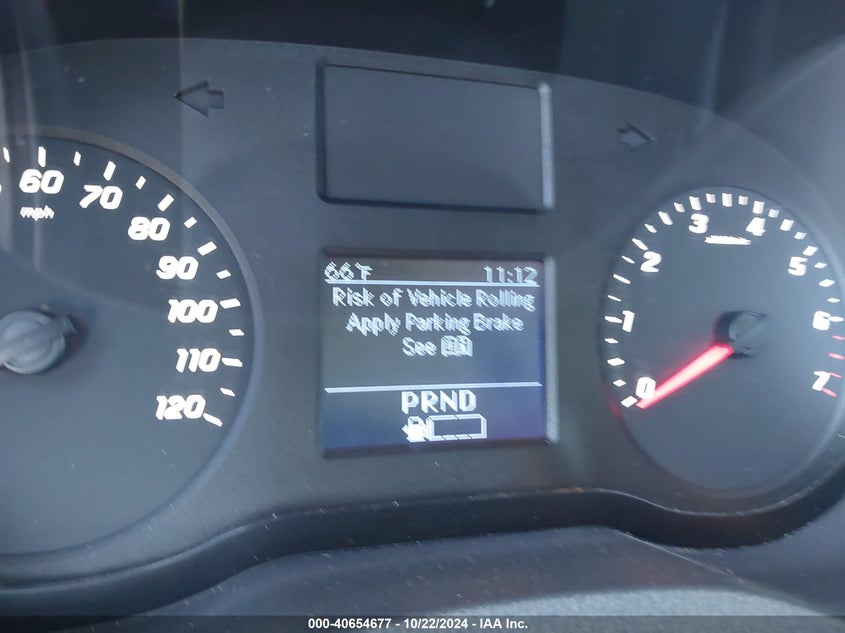 60
70
mph
80
90
100
110
120
66°F 11:12
Risk of Vehicle Rolling
Apply Parking Brake
See
PRND
0
1
2
3
4
5
6
7
000-40654677 - 10/22/2024 - IAA Inc.